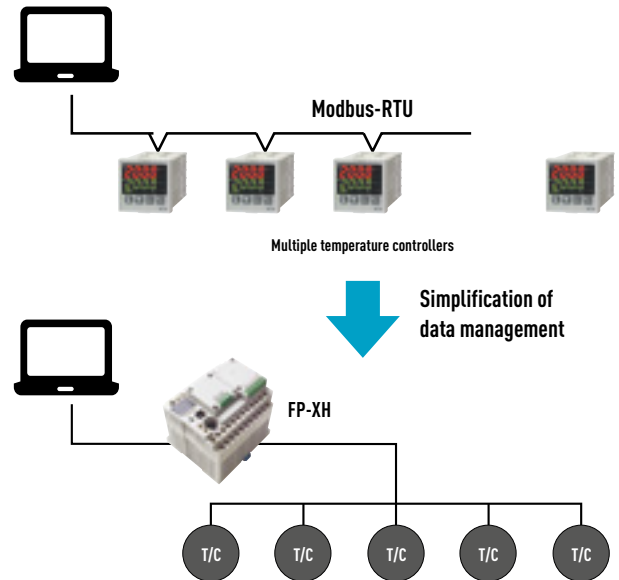 Modbus-RTU
Multiple temperature controllers
Simplification of
data management
FP-XH
T/C
T/C
T/C
T/C
T/C